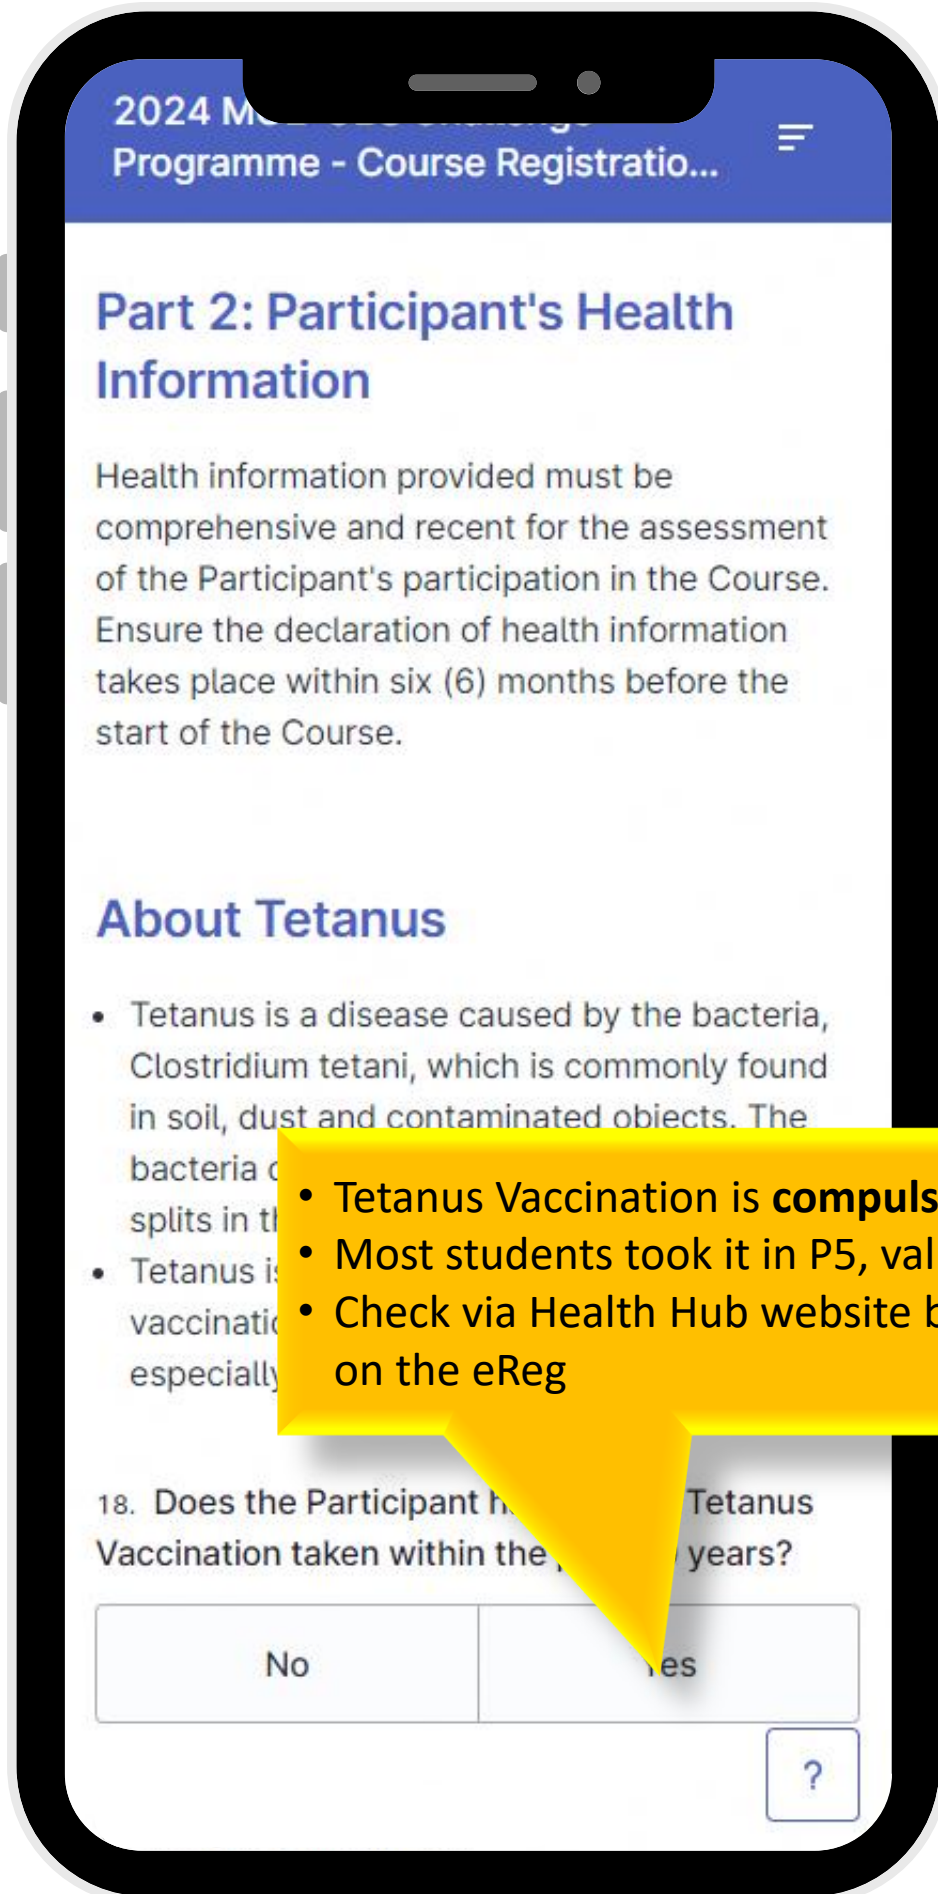 2024
Programme - Course Registratio...
Part 2: Participant's Health
Information
Health information provided must be
comprehensive and recent for the assessment
of the Participant's participation in the Course.
Ensure the declaration of health information
takes place within six (6) months before the
start of the Course.
About Tetanus
• Tetanus is a disease caused by the bacteria,
Clostridium tetani, which is commonly found
in soil, dust and contaminated objects. The
bacteria
splits in
• Tetanus
especially
• Tetanus Vaccination is
• Most students took it in P5,
• Check via Health Hub website
on the eReg
18. Does the Participant Tetanus
Vaccination taken within the years?
No
Yes
?